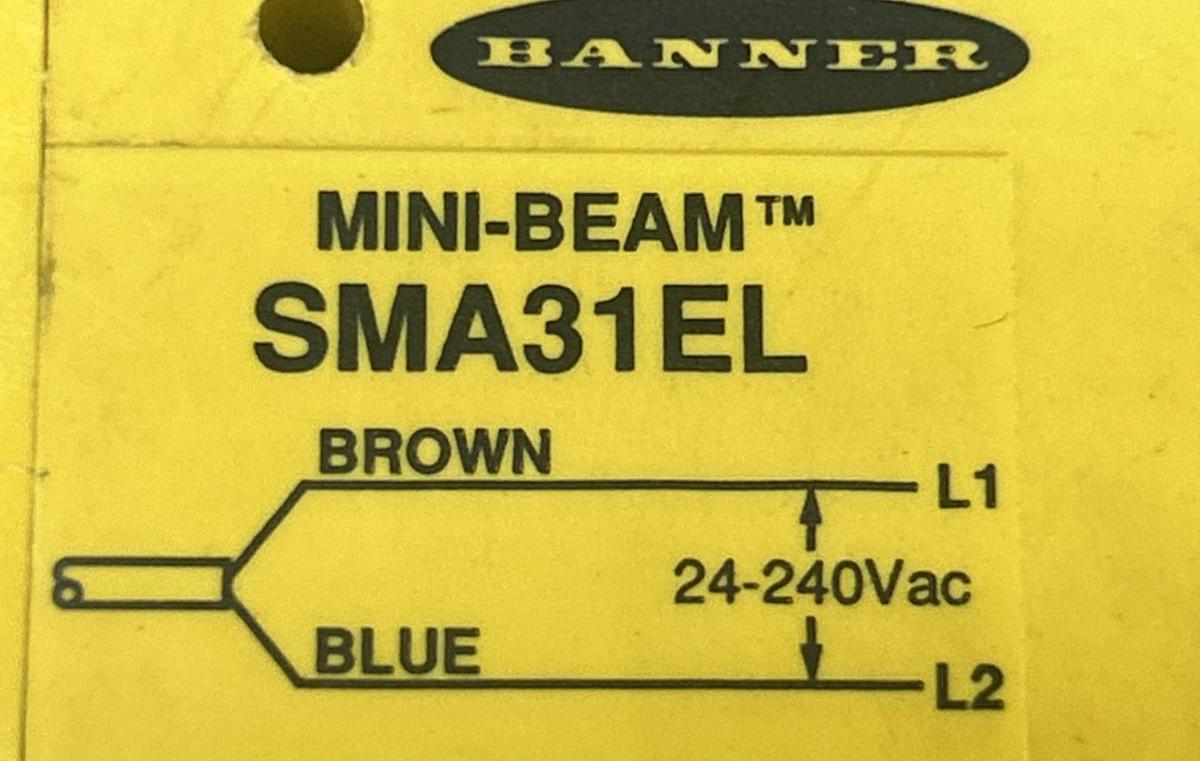 BANNER
MINI-BEAM™
SMA31EL
BROWN
L1
24-240Vac
BLUE
L2